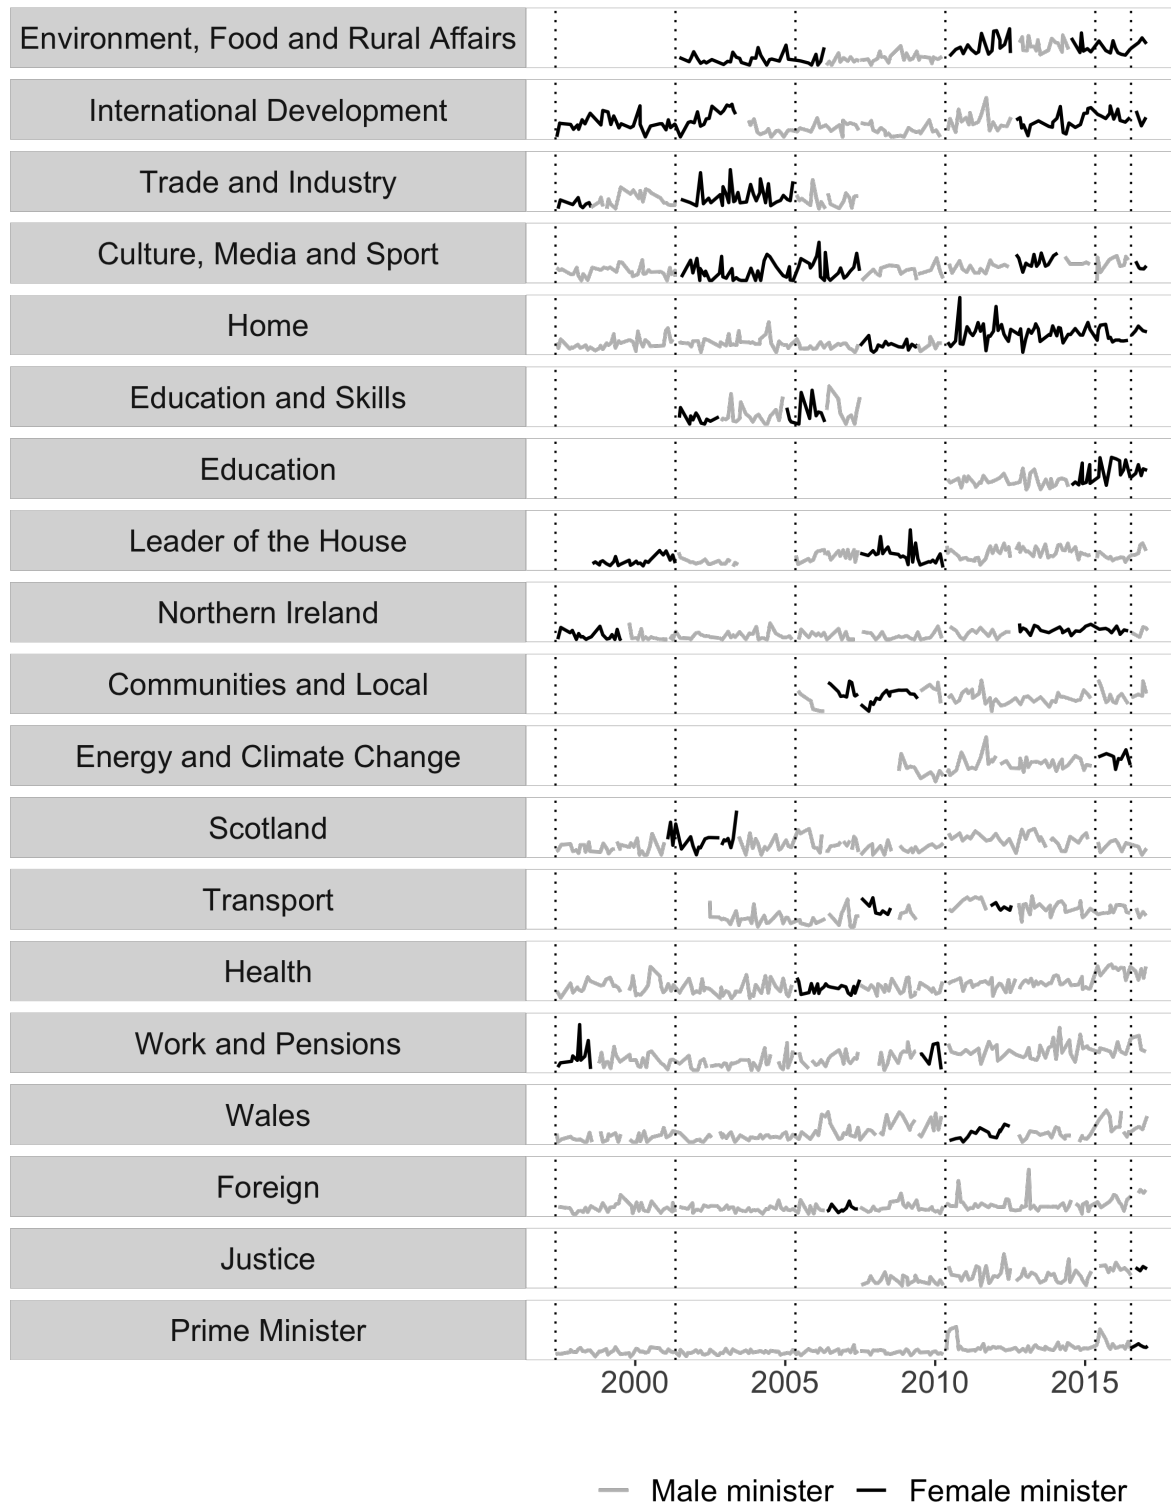 Environment, Food and Rural Affairs
International Development
Trade and Industry
Culture, Media and Sport
Home
Education and Skills
Education
Leader of the House
Northern Ireland
Communities and Local
Energy and Climate Change
Scotland
Transport
Health
Work and Pensions
Wales
Foreign
Justice
Prime Minister
2000 2005 2010 2015
Male minister Female minister